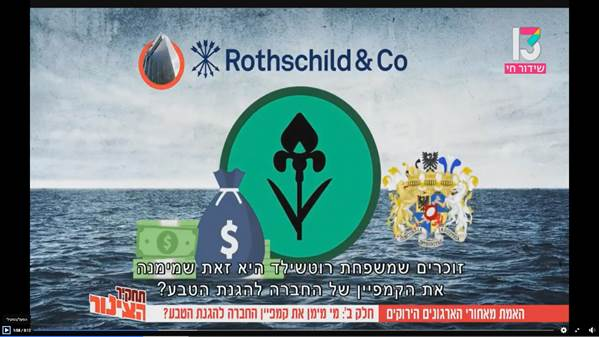 Rothschild & Co
13
שידור חי
$
$
זוכרים שמשפחת רוטשילד היא זאת שמימנה
את הקמפיין של החברה להגנת הטבע?
האמת מאחורי הארגונים הירוקים
חלק ב': מי מימן את קמפיין החברה להגנת הטבע?
תחקיר
הצינור